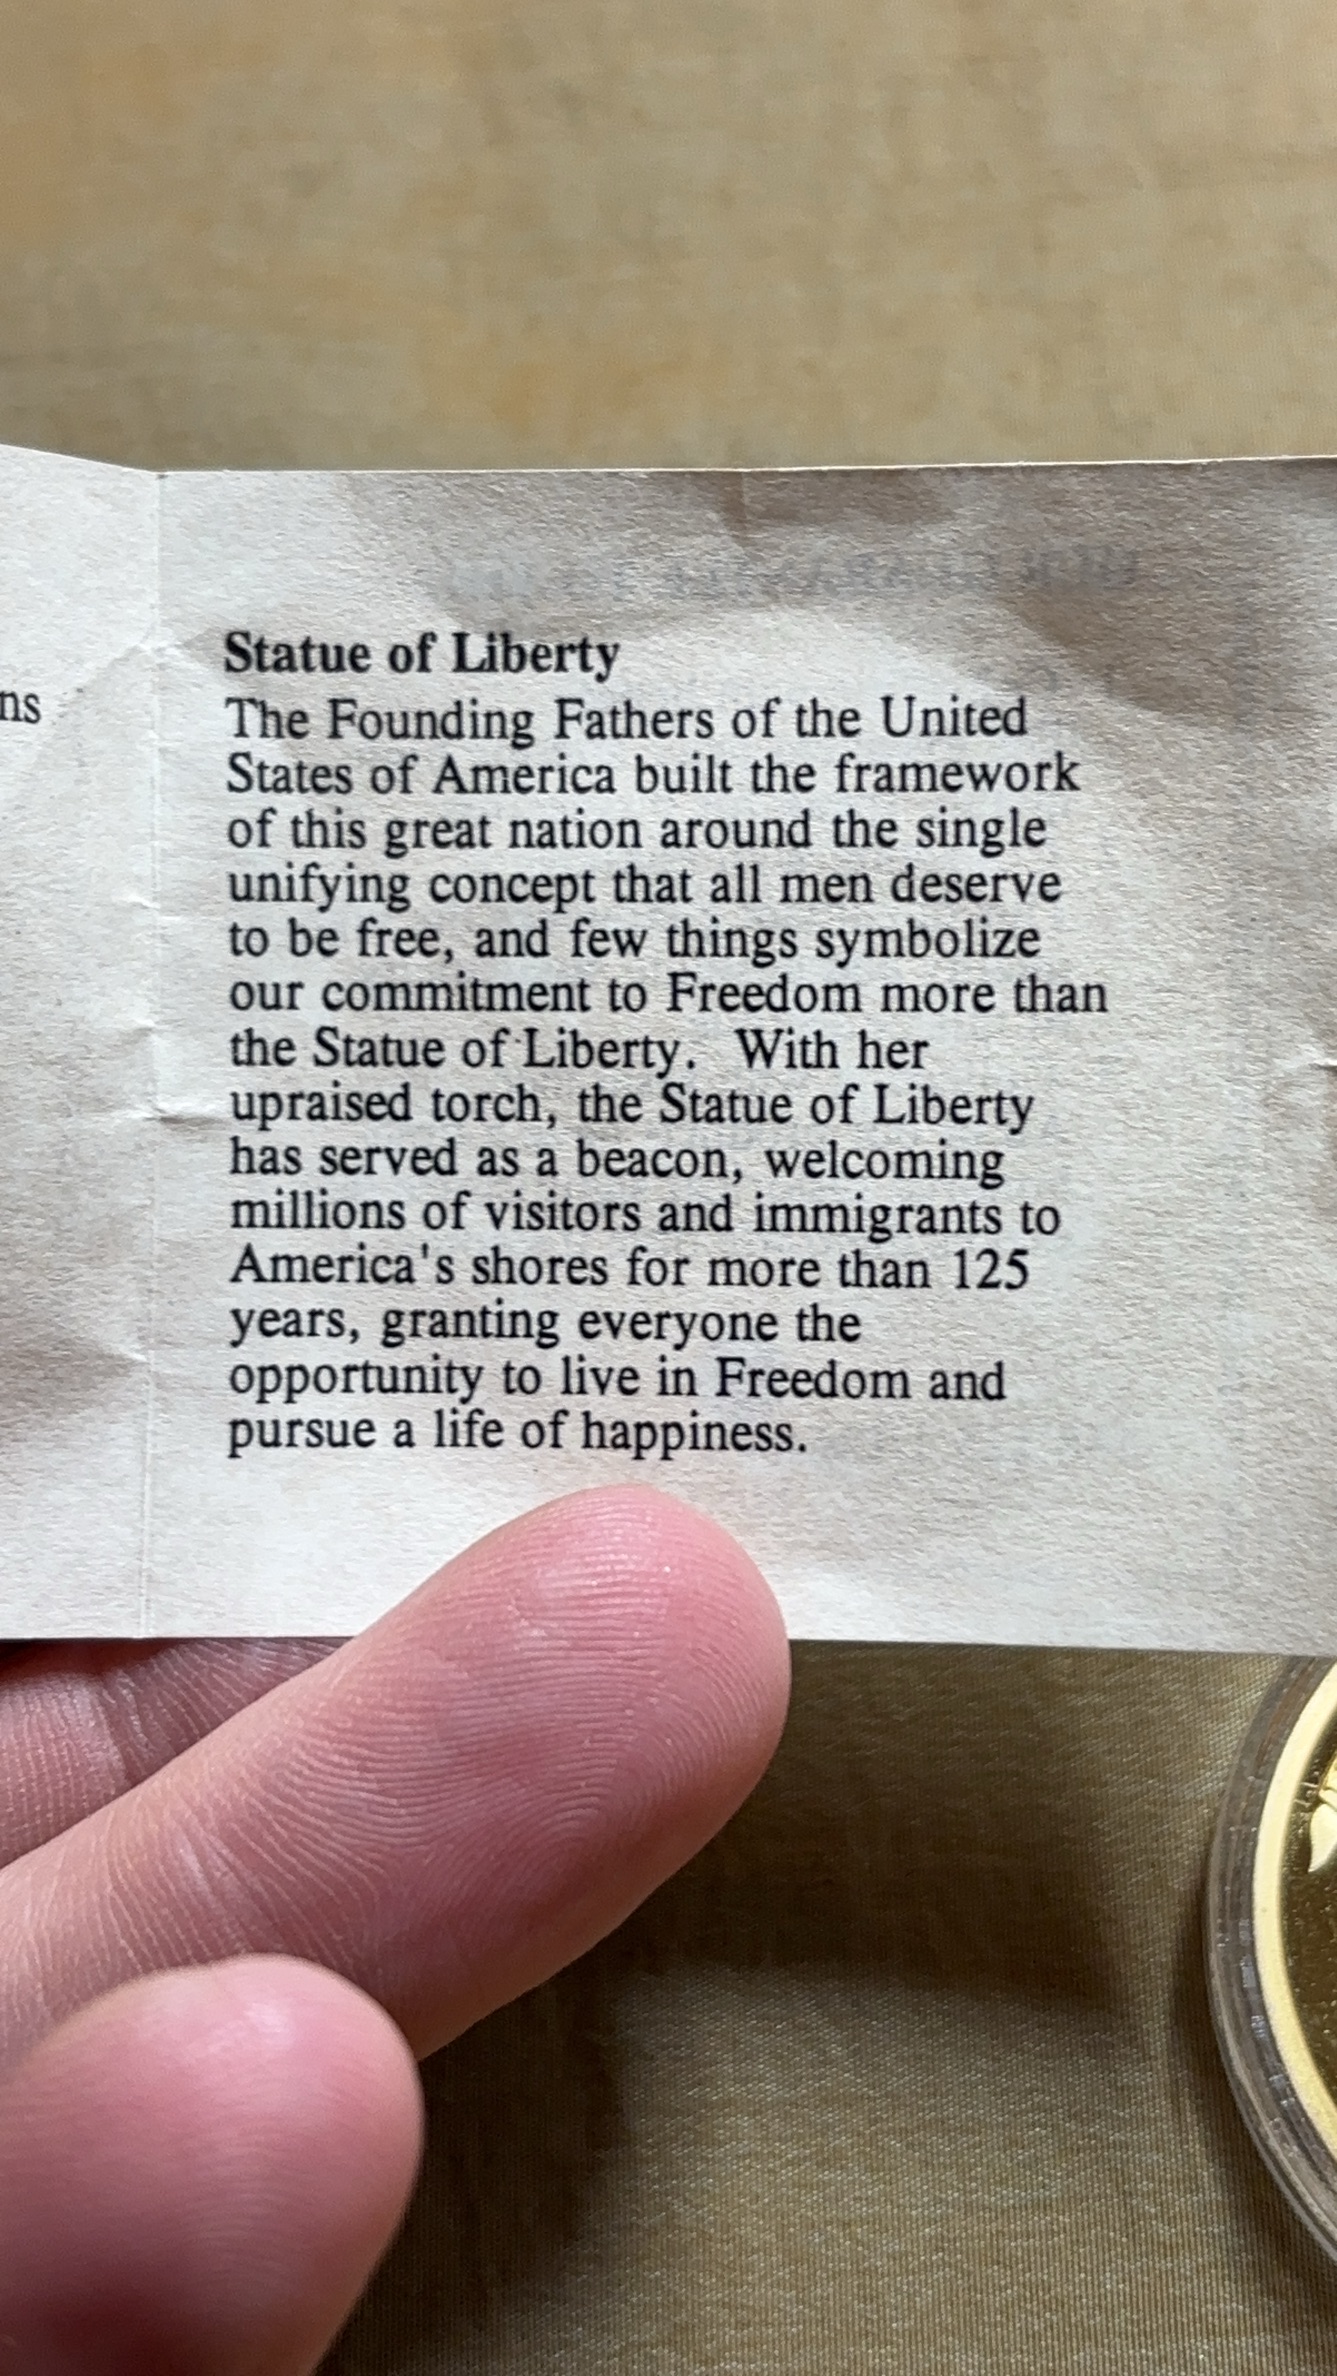 ns
Statue of Liberty
The Founding Fathers of the United
States of America built the framework
of this great nation around the single
unifying concept that all men deserve
to be free, and few things symbolize
our commitment to Freedom more than
the Statue of Liberty. With her
upraised torch, the Statue of Liberty
has served as a beacon, welcoming
millions of visitors and immigrants to
America's shores for more than 125
years, granting everyone the
opportunity to live in Freedom and
pursue a life of happiness.